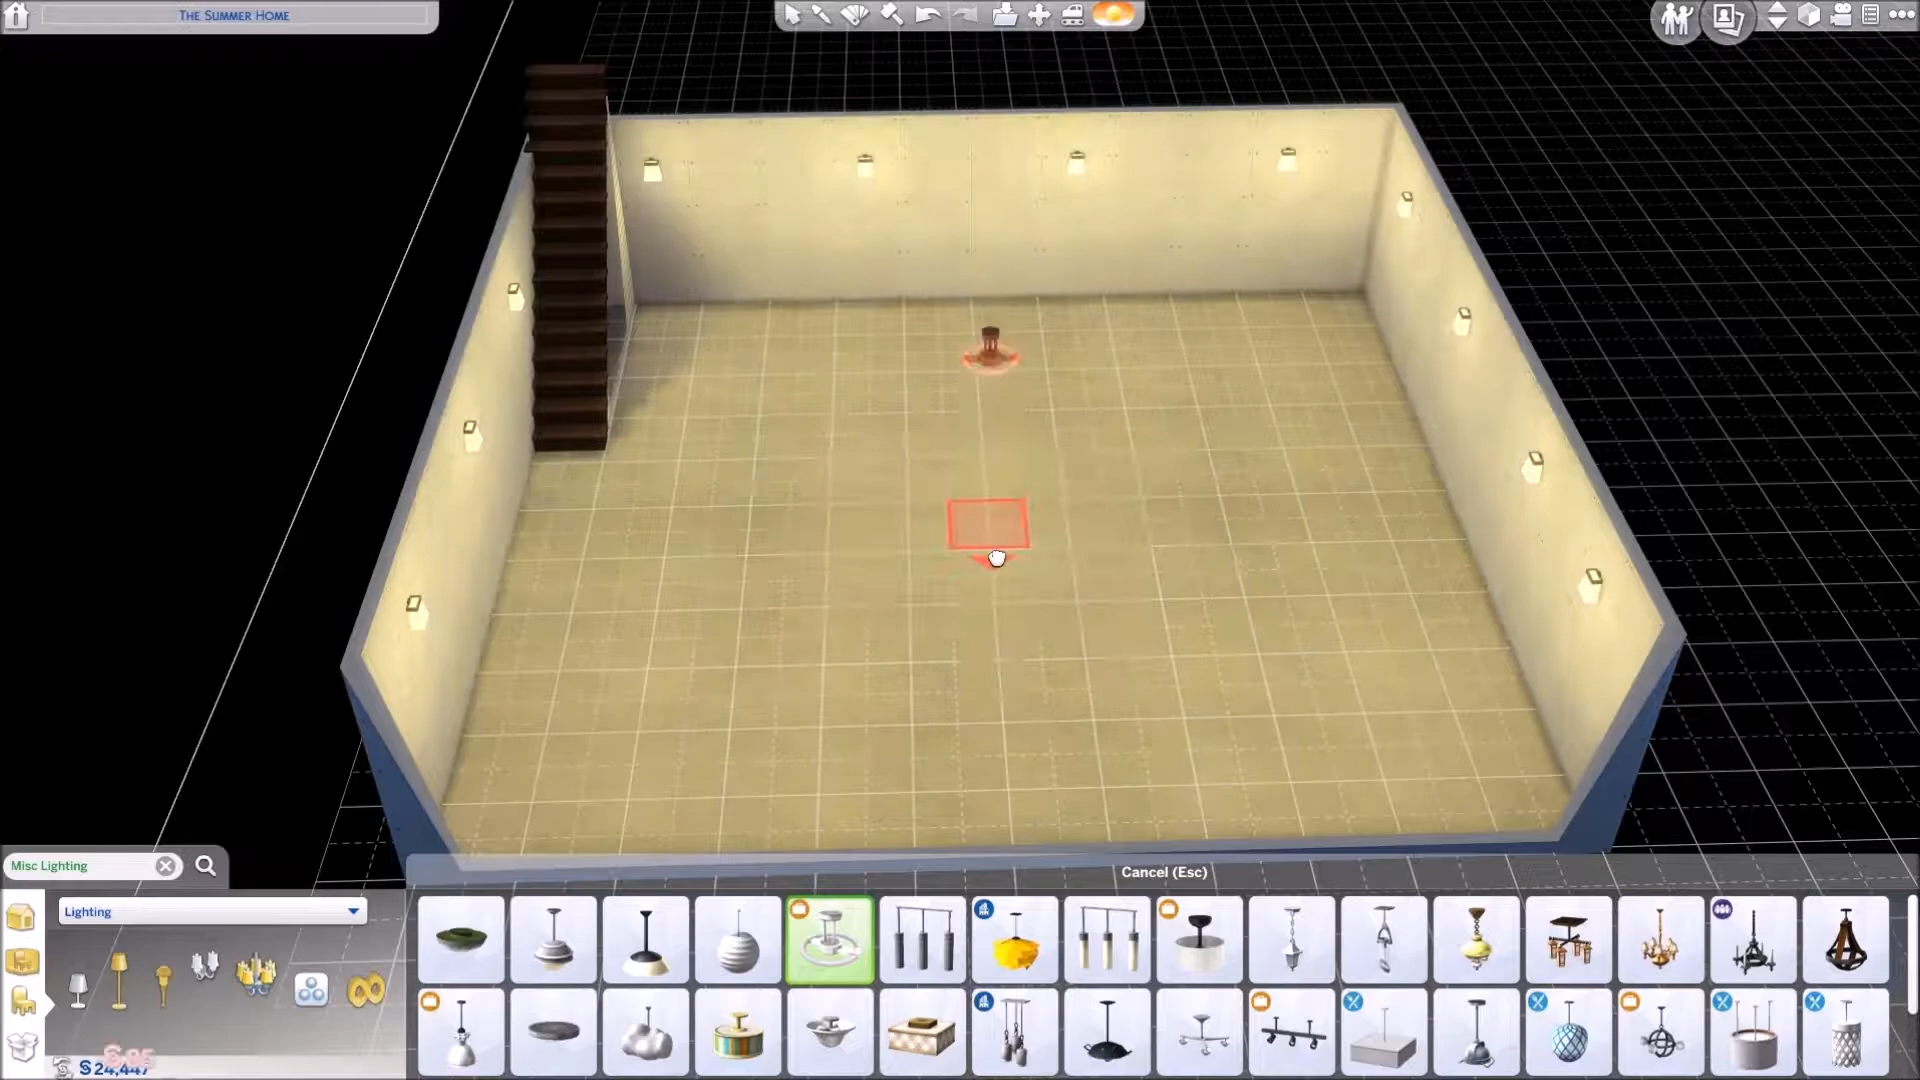 THE SUMMER HOME
Misc Lighting
Cancel (Esc)
Lighting